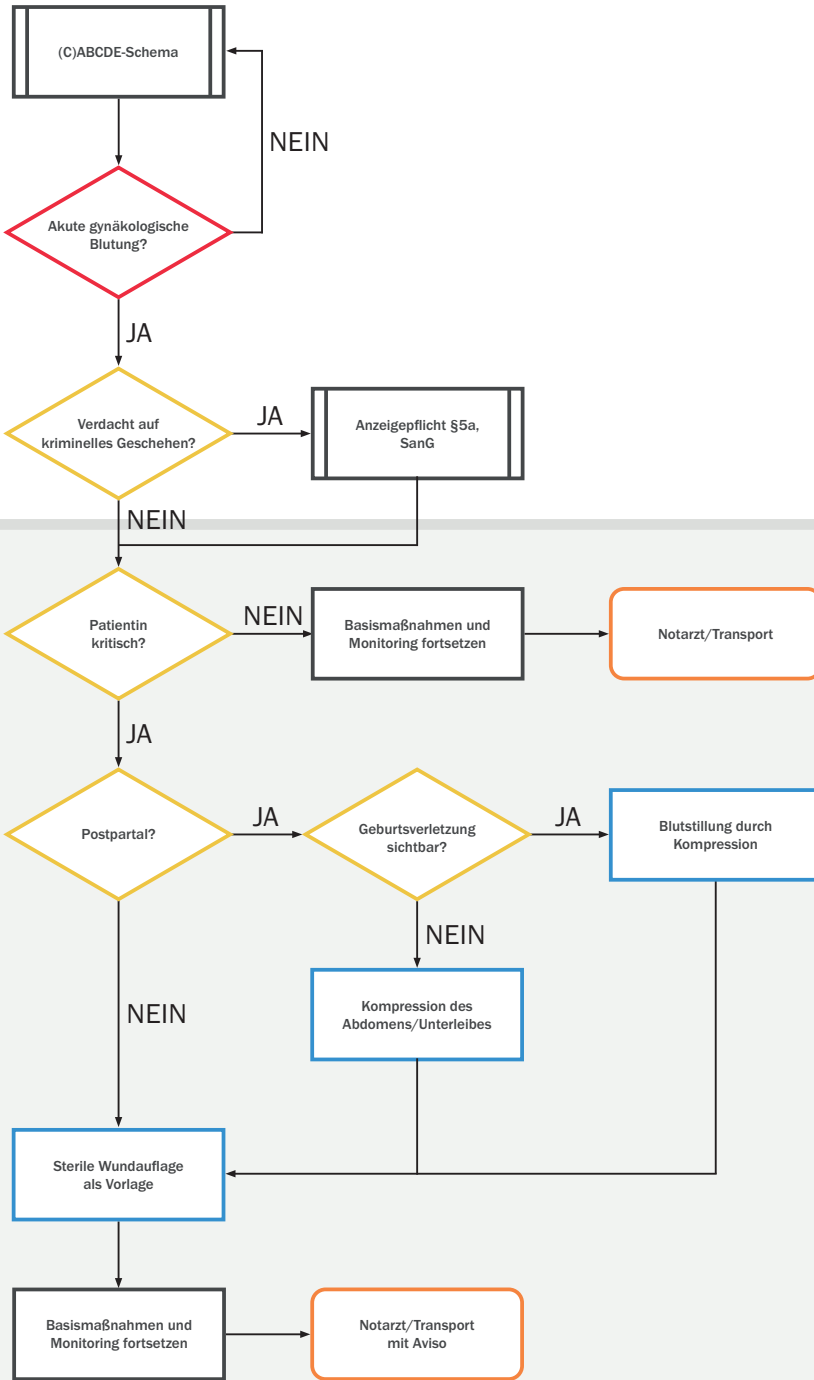 (C)ABCDE-Schema
NEIN
Akute gynäkologische
Blutung?
JA
Verdacht auf
kriminelles Geschehen?
JA
Anzeigepflicht §5a,
SanG
NEIN
Patientin
kritisch?
NEIN
Basismaßnahmen und
Monitoring fortsetzen
Notarzt/Transport
JA
Postpartal?
JA
Geburtsverletzung
sichtbar?
JA
Blutstillung durch
Kompression
NEIN
Kompression des
Abdomens/Unterleibes
NEIN
Sterile Wundauflage
als Vorlage
Basismaßnahmen und
Monitoring fortsetzen
Notarzt/Transport
mit Aviso